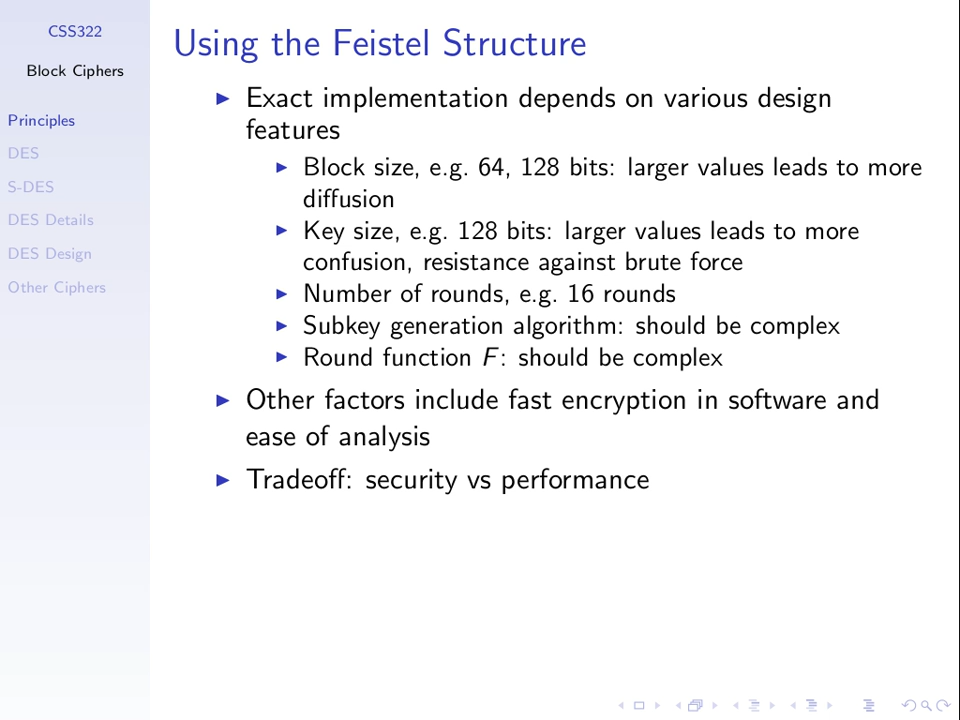 CSS322
Block Ciphers
Principles
DES
S-DES
DES Details
DES Design
Other Ciphers
Using the Feistel Structure
Exact implementation depends on various design
features
Block size, e.g. 64, 128 bits: larger values leads to more
diffusion
Key size, e.g. 128 bits: larger values leads to more
confusion, resistance against brute force
Number of rounds, e.g. 16 rounds
Subkey generation algorithm: should be complex
Round function F: should be complex
Other factors include fast encryption in software and
ease of analysis
Tradeoff: security vs performance